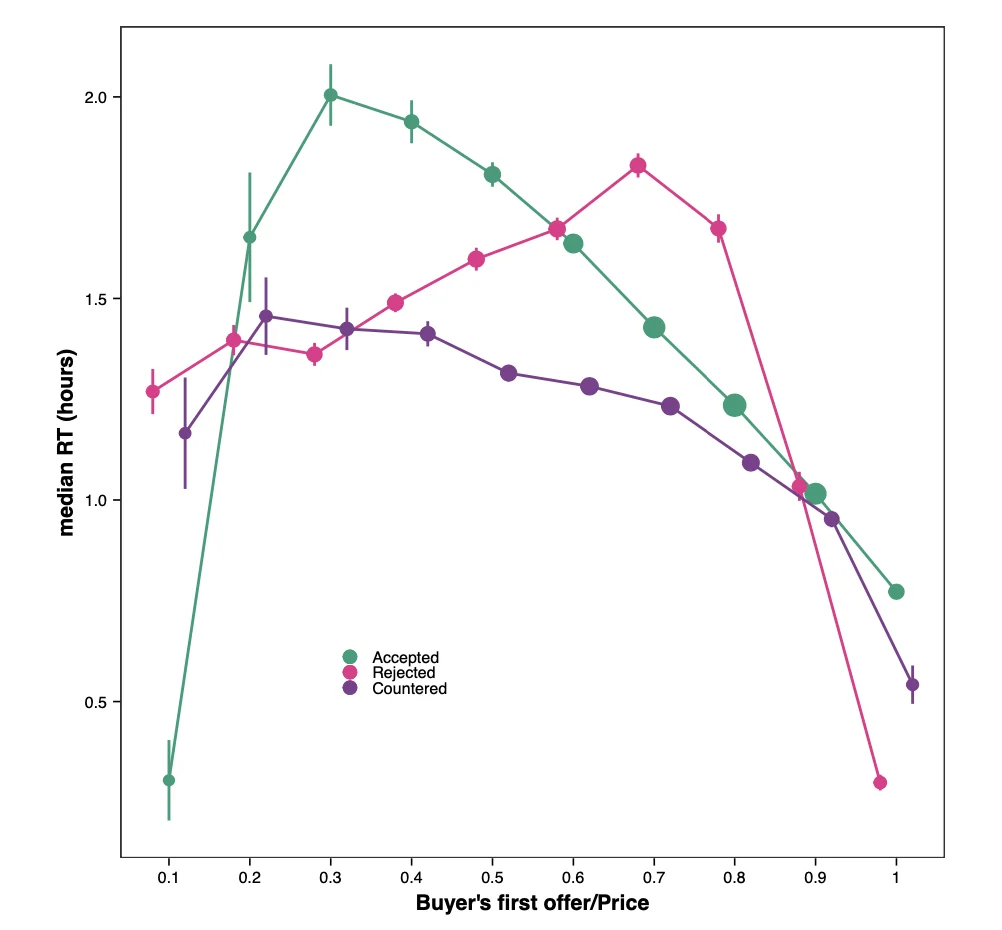 2.0
1.5
1.0
0.5
median RT (hours)
Accepted
Rejected
Countered
0.1 0.2 0.3 0.4 0.5 0.6 0.7 0.8 0.9 1
Buyer's first offer/Price